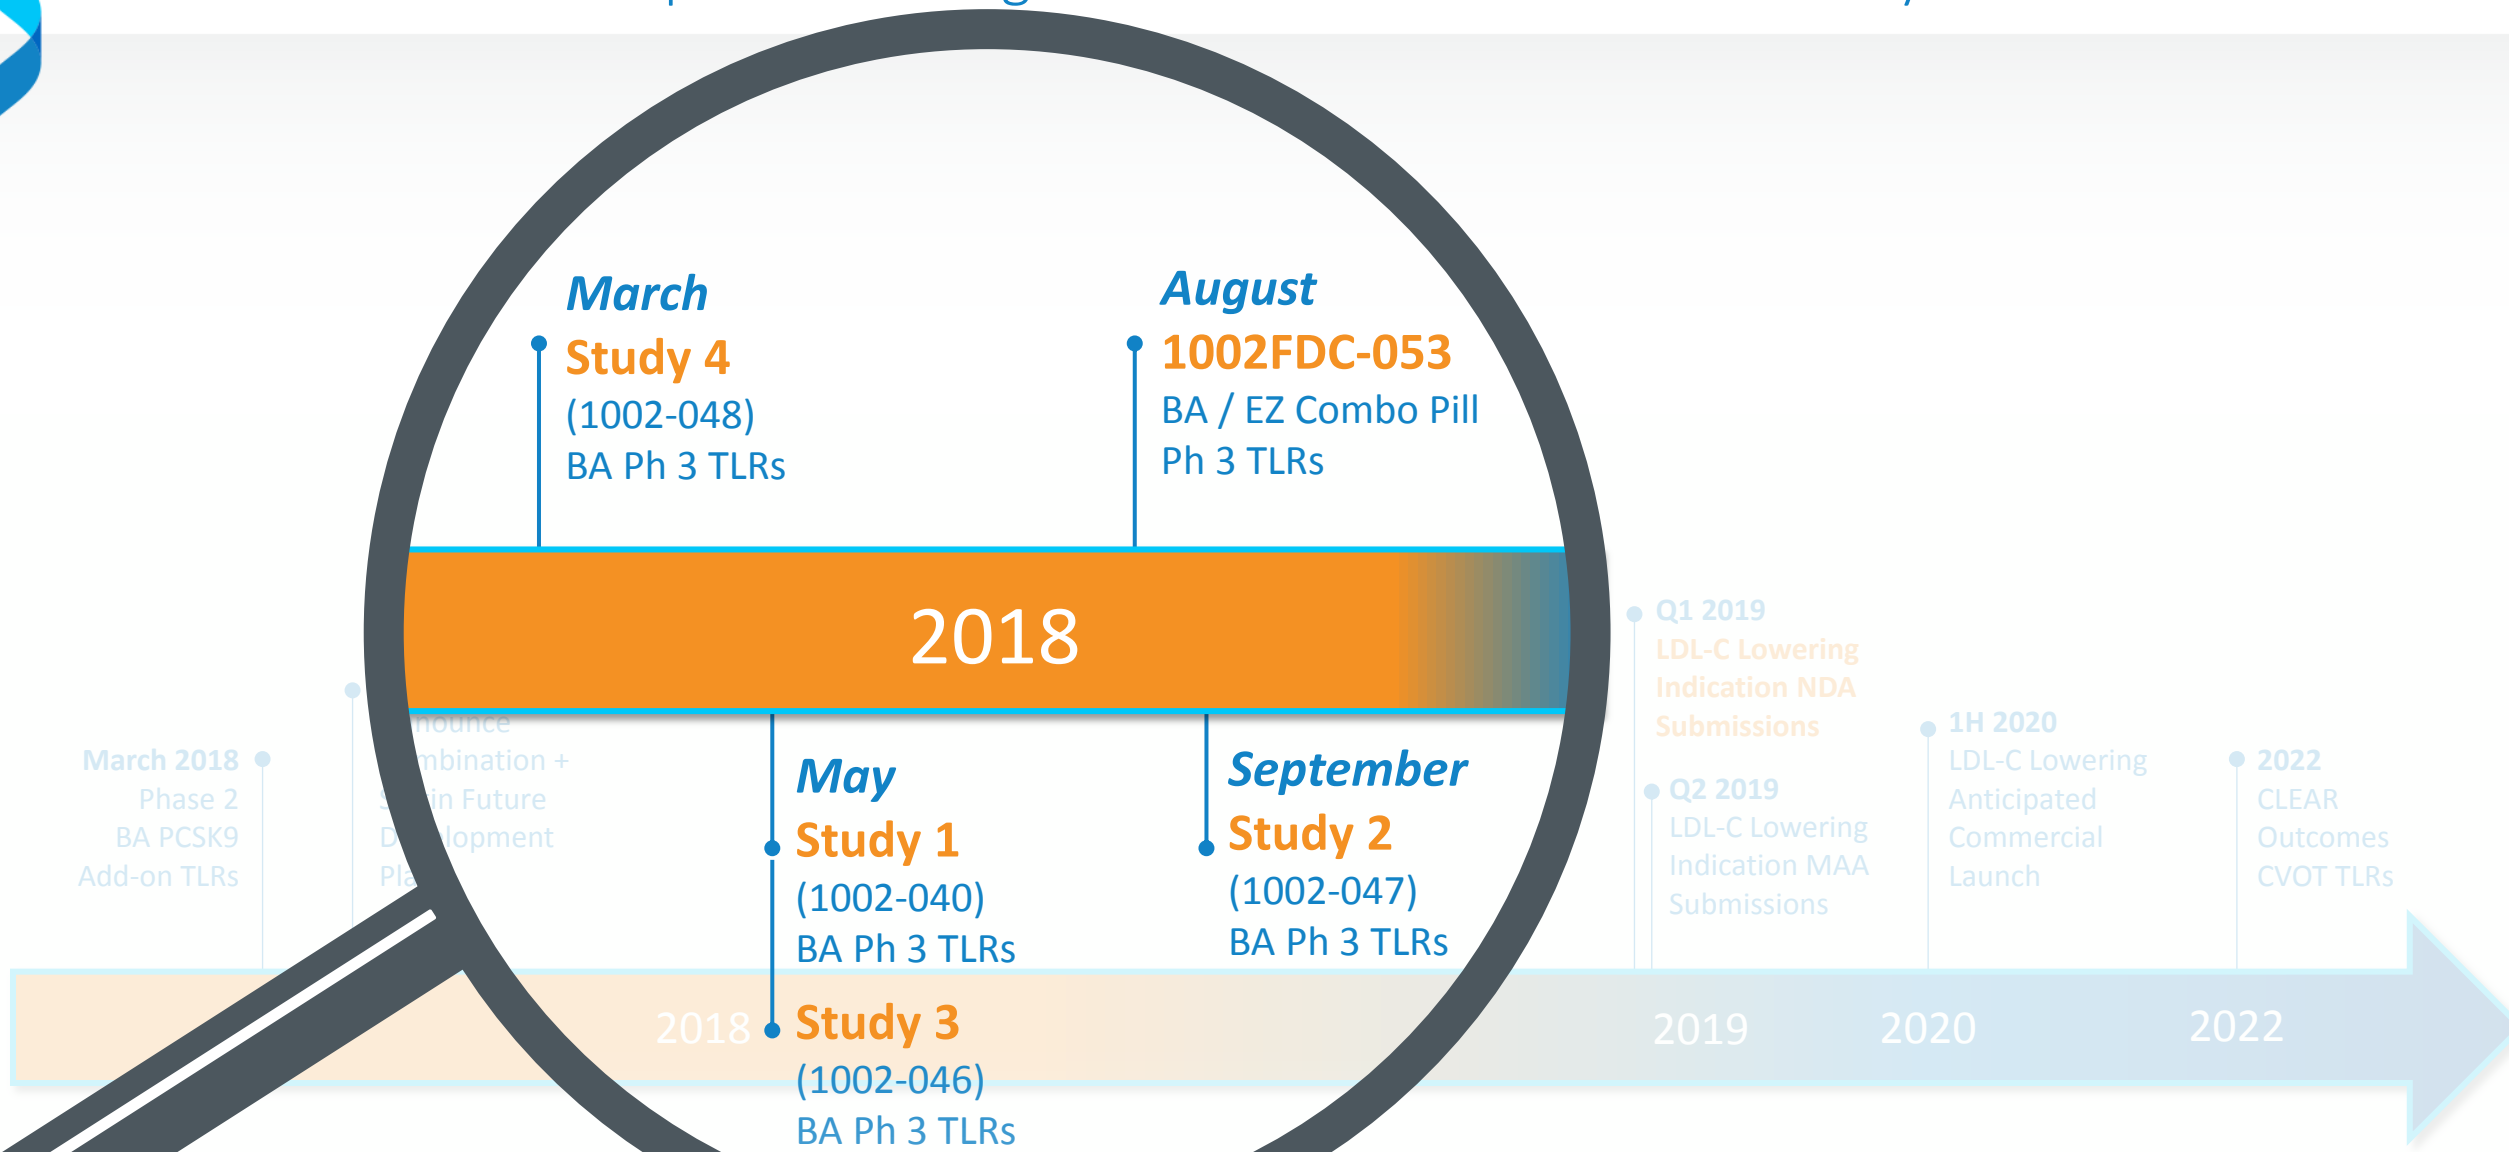 March
Study 4
(1002-048)
BA Ph 3 TLRs
August
1002FDC-053
BA / EZ Combo Pill
Ph 3 TLRs
2018
May
Study 1
(1002-040)
BA Ph 3 TLRs
Study 3
(1002-046)
BA Ph 3 TLRs
September
Study 2
(1002-047)
BA Ph 3 TLRs
March 2018
Phase 2
BA PCSK9
Add-on TLRs
+
in Future
Q1 2019
LDL-C Lowering
Indication NDA
Submissions
Q2 2019
LDL-C Lowering
Indication MAA
Submissions
1H 2020
LDL-C Lowering
Anticipated
Commercial
Launch
2022
CLEAR
Outcomes
CVOT TLRs
2018
2019
2020
2022